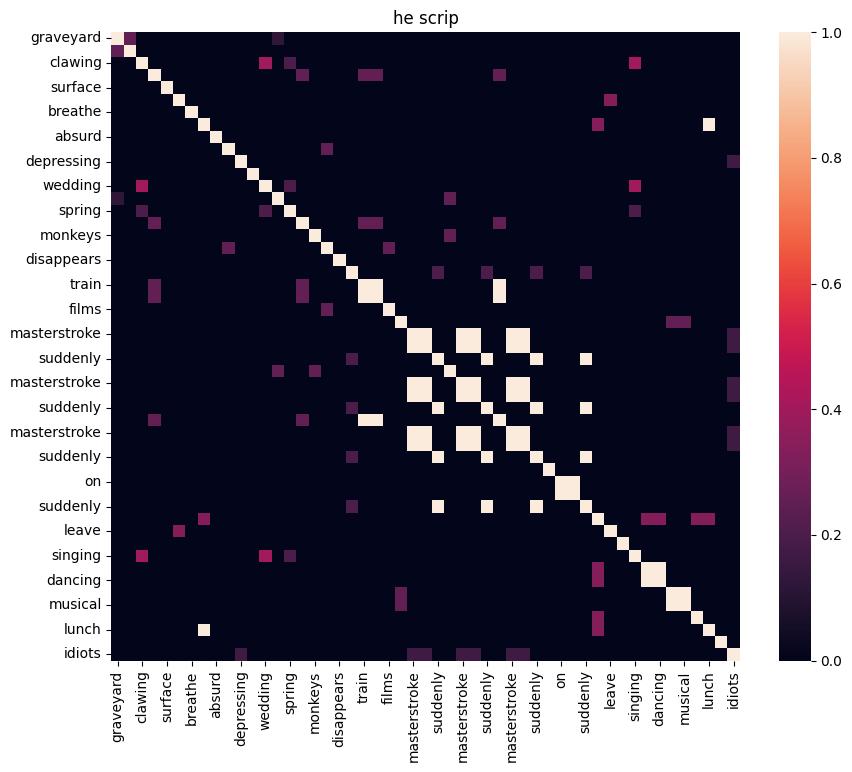 he scrip
graveyard
clawing
surface
breathe
absurd
depressing
wedding
spring
monkeys
disappears
train
films
masterstroke
suddenly
masterstroke
suddenly
masterstroke
suddenly
on
suddenly
leave
singing
dancing
musical
lunch
idiots
1.0
0.8
0.6
0.4
0.2
0.0
graveyard
clawing
surface
breathe
absurd
depressing
wedding
spring
monkeys
disappears
train
films
masterstroke
suddenly
masterstroke
suddenly
masterstroke
suddenly
on
suddenly
leave
singing
dancing
musical
lunch
idiots